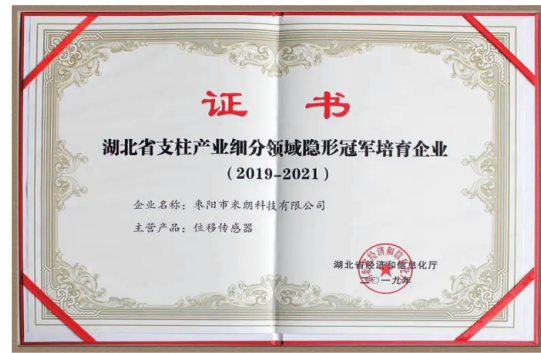 证 书
湖北省支柱产业细分领域隐形冠军培育企业
（2019-2021）
企业名称：枣阳市米朗科技有限公司
主营产品：位移传感器
湖北省经济和信息化厅
二〇一九年